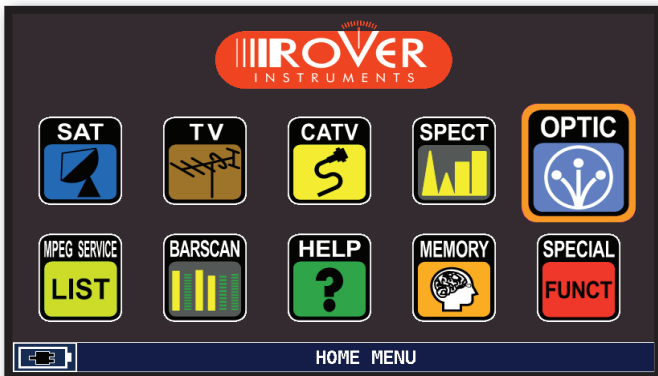 ROVER
INSTRUMENTS
SAT
TV
CATV
SPECT
OPTIC
MPEG SERVICE
LIST
BARSCAN
HELP
?
MEMORY
SPECIAL
FUNCT
HOME MENU